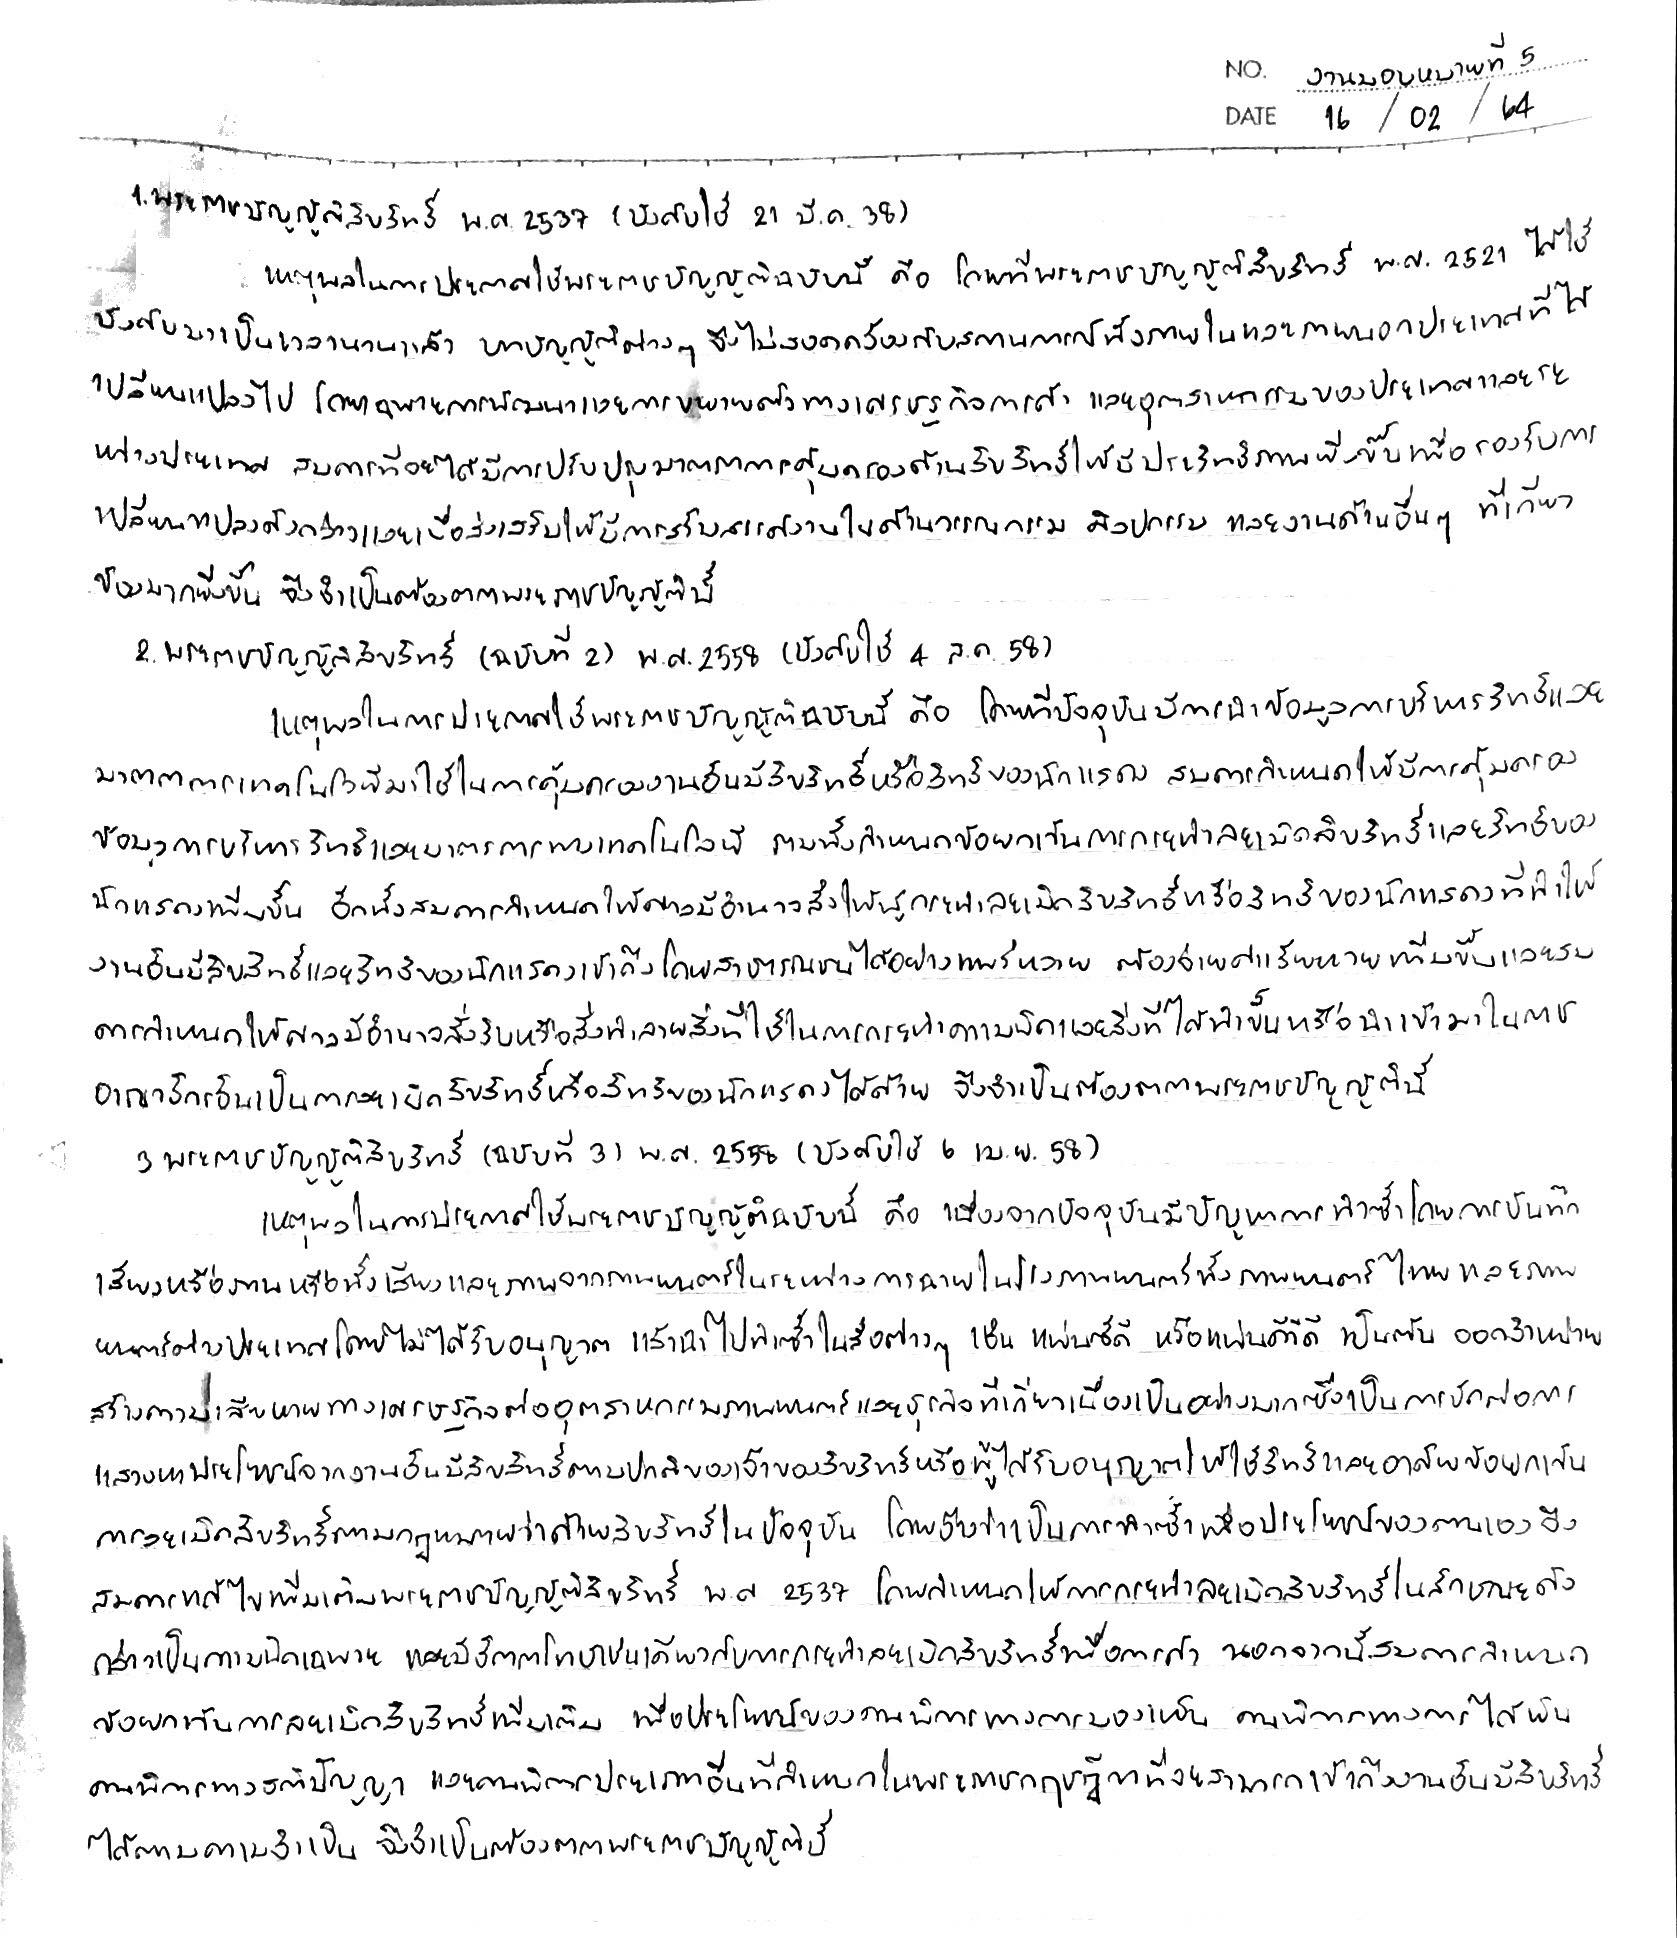 NO. งานมอบหมายที่ 5
DATE 16 / 02 / 64
1. พระราชบัญญัติลิขสิทธิ์ พ.ศ. 2537 (บังคับใช้ 21 มี.ค. 38)
เหตุผลในการประกาศใช้พระราชบัญญัติฉบับนี้ คือ โดยที่พระราชบัญญัติลิขสิทธิ์ พ.ศ. 2521 ได้ใช้
บังคับมาเป็นเวลานานแล้ว บทบัญญัติต่างๆ จึงไม่สอดคล้องกับสถานการณ์ทั้งภายในและภายนอกประเทศที่ได้
เปลี่ยนแปลงไป โดยเฉพาะการพัฒนาและการขยายตัวทางเศรษฐกิจการค้า และอุตสาหกรรมของประเทศและระ
หว่างประเทศ สมควรที่จะได้มีการปรับปรุงมาตรการคุ้มครองด้านลิขสิทธิ์ให้มีประสิทธิภาพยิ่งขึ้นเพื่อรองรับการ
เปลี่ยนแปลงดังกล่าวและเพื่อส่งเสริมให้มีการสร้างสรรค์งานในด้านวรรณกรรม ศิลปกรรม และงานด้านอื่นๆ ที่เกี่ยว
ข้องมากยิ่งขึ้น จึงจำเป็นต้องตราพระราชบัญญัตินี้
2. พระราชบัญญัติลิขสิทธิ์ (ฉบับที่ 2) พ.ศ. 2558 (บังคับใช้ 4 ส.ค. 58)
เหตุผลในการประกาศใช้พระราชบัญญัติฉบับนี้ คือ โดยที่ปัจจุบันมีการนำข้อมูลการบริหารสิทธิและ
มาตรการเทคโนโลยีมาใช้ในการคุ้มครองงานอันมีลิขสิทธิ์หรือสิทธิของนักแสดง สมควรกำหนดให้มีการคุ้มครอง
ข้อมูลการบริหารสิทธิและมาตรการทางเทคโนโลยี รวมทั้งกำหนดข้อยกเว้นการกระทำละเมิดลิขสิทธิ์และสิทธิของ
นักแสดงเพิ่มขึ้น อีกทั้งสมควรกำหนดให้ศาลมีอำนาจสั่งให้ผู้กระทำละเมิดลิขสิทธิ์หรือสิทธิของนักแสดงที่ทำให้
งานอันมีลิขสิทธิ์และสิทธิของนักแสดงเข้าถึงโดยสาธารณชนได้อย่างแพร่หลาย ต้องจ่ายค่าเสียหายเพิ่มขึ้นและสม
ควรกำหนดให้ศาลมีอำนาจสั่งริบหรือสั่งทำลายสิ่งที่ใช้ในการกระทำความผิดและสิ่งที่ได้ทำขึ้นหรือนำเข้ามาในราช
อาณาจักรอันเป็นการละเมิดลิขสิทธิ์หรือสิทธิของนักแสดงได้ด้วย จึงจำเป็นต้องตราพระราชบัญญัตินี้
3 พระราชบัญญัติลิขสิทธิ์ (ฉบับที่ 3) พ.ศ. 2558 (บังคับใช้ 6 เม.ย. 58)
เหตุผลในการประกาศใช้พระราชบัญญัติฉบับนี้ คือ เนื่องจากปัจจุบันมีปัญหาการทำซ้ำโดยการบันทึก
เสียงหรือภาพหรือทั้งเสียงและภาพจากภาพยนตร์ในระหว่างการฉายในโรงภาพยนตร์ทั้งภาพยนตร์ไทยและภาพ
ยนตร์ต่างประเทศโดยไม่ได้รับอนุญาต แล้วนำไปทำซ้ำในสื่อต่างๆ เช่น แผ่นซีดี หรือแผ่นดีวีดี เป็นต้น ออกจำหน่าย
สร้างความเสียหายทางเศรษฐกิจต่ออุตสาหกรรมภาพยนตร์และธุรกิจที่เกี่ยวเนื่องเป็นอย่างมากซึ่งเป็นการขัดต่อการ
แสวงหาประโยชน์จากงานอันมีลิขสิทธิ์ตามปกติของเจ้าของลิขสิทธิ์หรือผู้ได้รับอนุญาตให้ใช้สิทธิและอาศัยข้อยกเว้น
การละเมิดลิขสิทธิ์ตามกฎหมายว่าด้วยลิขสิทธิ์ในปัจจุบัน โดยอ้างว่าเป็นการทำซ้ำเพื่อประโยชน์ของตนเอง จึง
สมควรแก้ไขเพิ่มเติมพระราชบัญญัติลิขสิทธิ์ พ.ศ 2537 โดยกำหนดให้การกระทำละเมิดลิขสิทธิ์ในลักษณะดัง
กล่าวเป็นความผิดเฉพาะ และมีอัตราโทษเช่นเดียวกับการกระทำละเมิดลิขสิทธิ์เพื่อการค้า นอกจากนี้สมควรกำหนด
ข้อยกเว้นการละเมิดลิขสิทธิ์เพิ่มเติม เพื่อประโยชน์ของคนพิการทางการมองเห็น คนพิการทางการได้ยิน
คนพิการทางสติปัญญา และคนพิการประเภทอื่นที่กำหนดในพระราชกฤษฎีกาที่จะสามารถเข้าถึงงานอันมีลิขสิทธิ์
ได้ตามความจำเป็น จึงจำเป็นต้องตราพระราชบัญญัตินี้